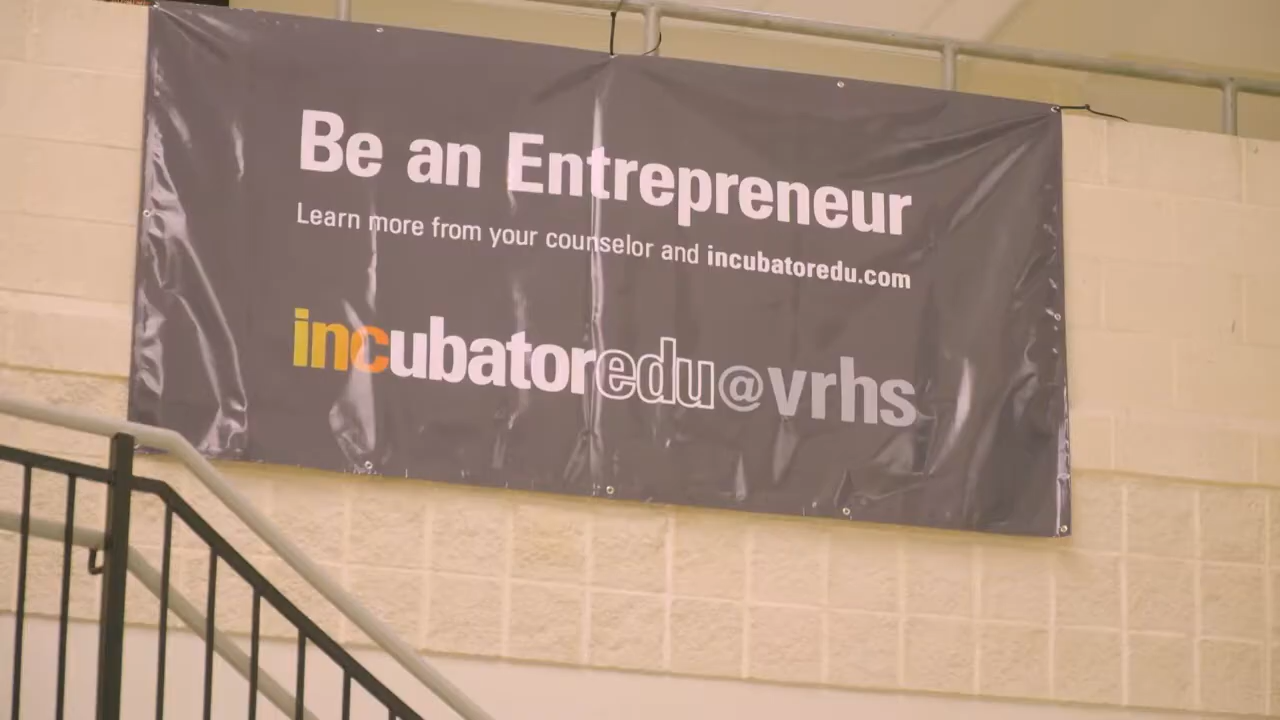 Be an Entrepreneur
Learn more from your counselor and incubatoredu.com
incubatoredu@vrhs